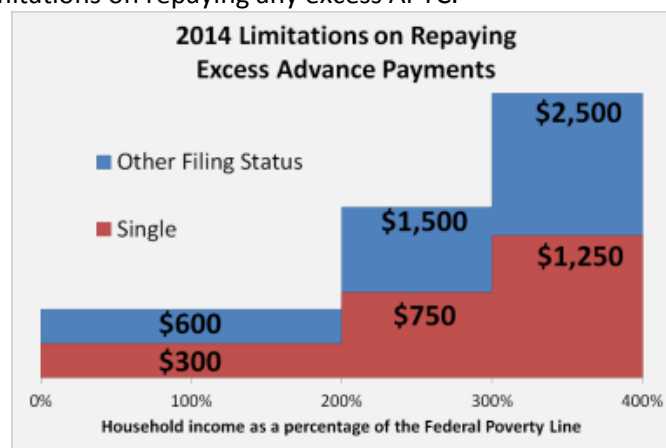 2014 Limitations on Repaying
Excess Advance Payments
$2,500
Other Filing Status
$1,500
Single
$1,250
$750
$600
$300
0% 100% 200% 300% 400%
Household income as a percentage of the Federal Poverty Line